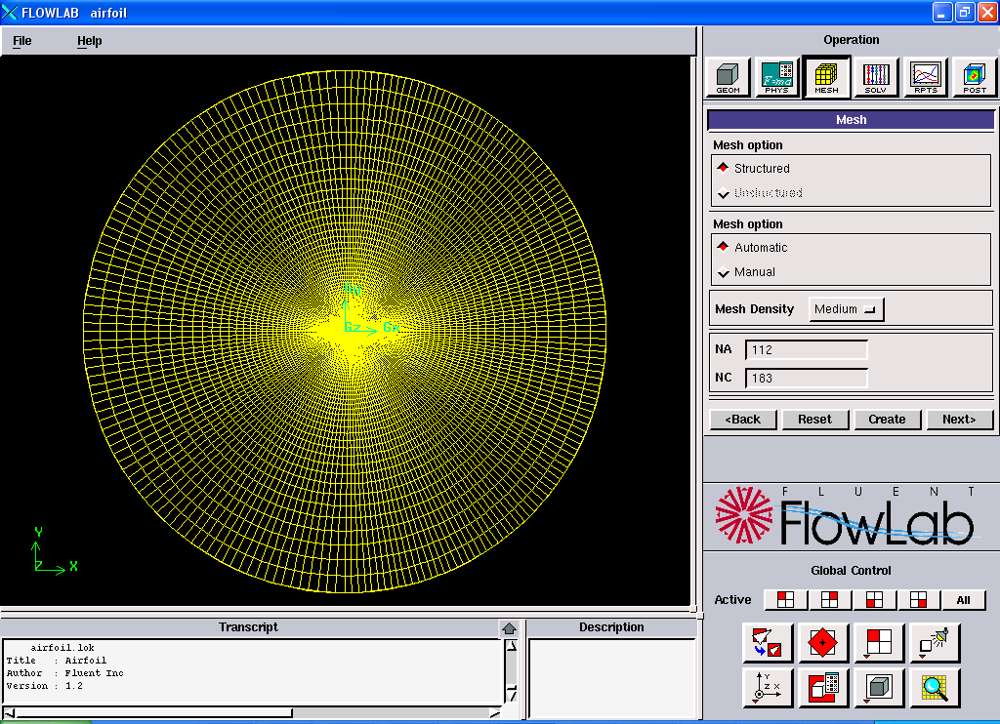 FLOWLAB airfoil
File Help
Operation
GEOM PHYS MESH SOLV RPTS POST
F=ma
Mesh
Mesh option
Structured
Unstructured
Mesh option
Automatic
Manual
Mesh Density Medium
NA 112
NC 183
<Back Reset Create Next>
FLUENT
FlowLab
Global Control
Active All
Gy
Gz Gx
Y
Z X
Transcript
airfoil.lok
Title : Airfoil
Author : Fluent Inc
Version : 1.2
Description
Y
Z X